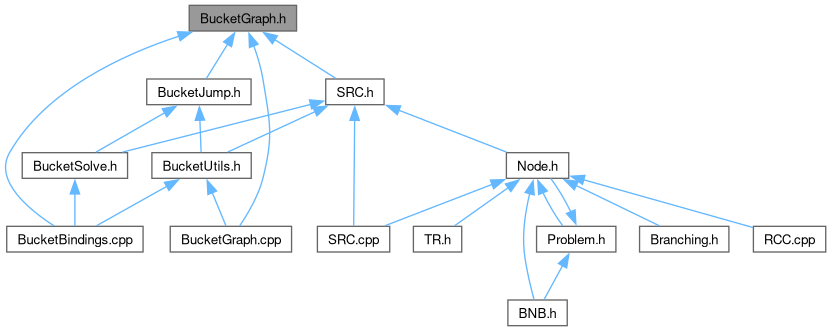 BucketGraph.h
BucketJump.h
SRC.h
BucketSolve.h
BucketUtils.h
Node.h
BucketBindings.cpp
BucketGraph.cpp
SRC.cpp
TR.h
Problem.h
Branching.h
RCC.cpp
BNB.h